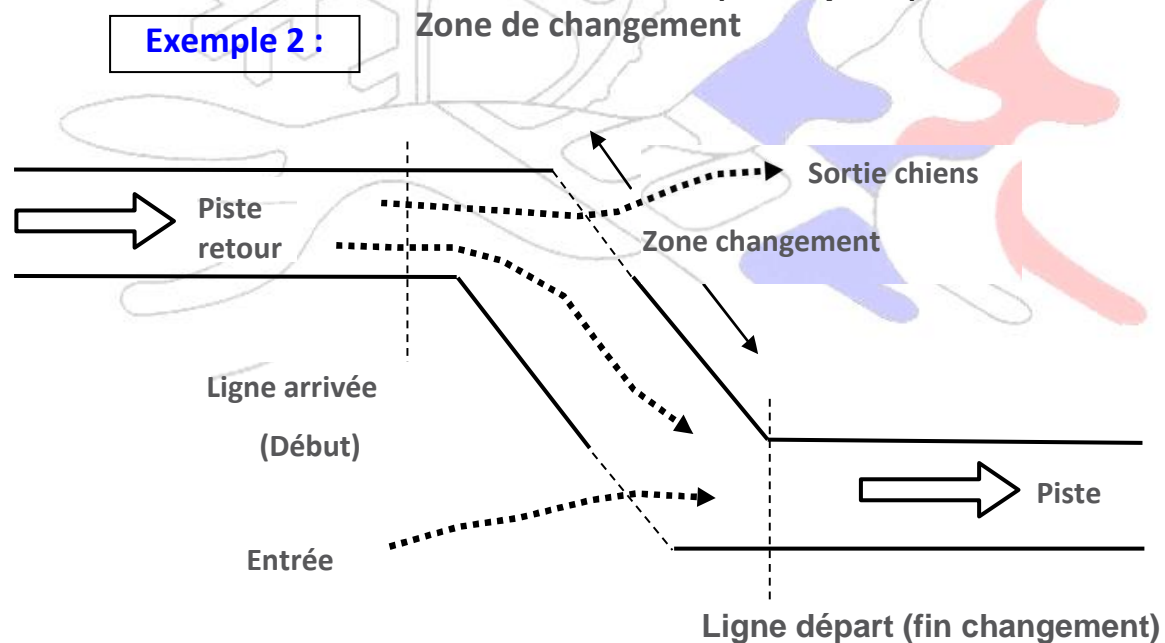 Zone de changement
Exemple 2 :
Sortie chiens
Piste
retour
Zone changement
Ligne arrivée
(Début)
Piste
Entrée
Ligne départ (fin changement)